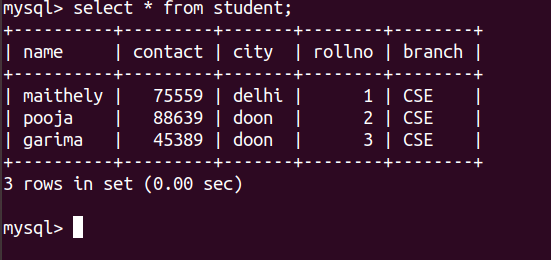 mysql> select * from student;
+----------+---------+-------+--------+--------+
| name     | contact | city  | rollno | branch |
+----------+---------+-------+--------+--------+
| maithely |   75559 | delhi |      1 | CSE    |
| pooja    |   88639 | doon  |      2 | CSE    |
| garima   |   45389 | doon  |      3 | CSE    |
+----------+---------+-------+--------+--------+
3 rows in set (0.00 sec)
mysql>